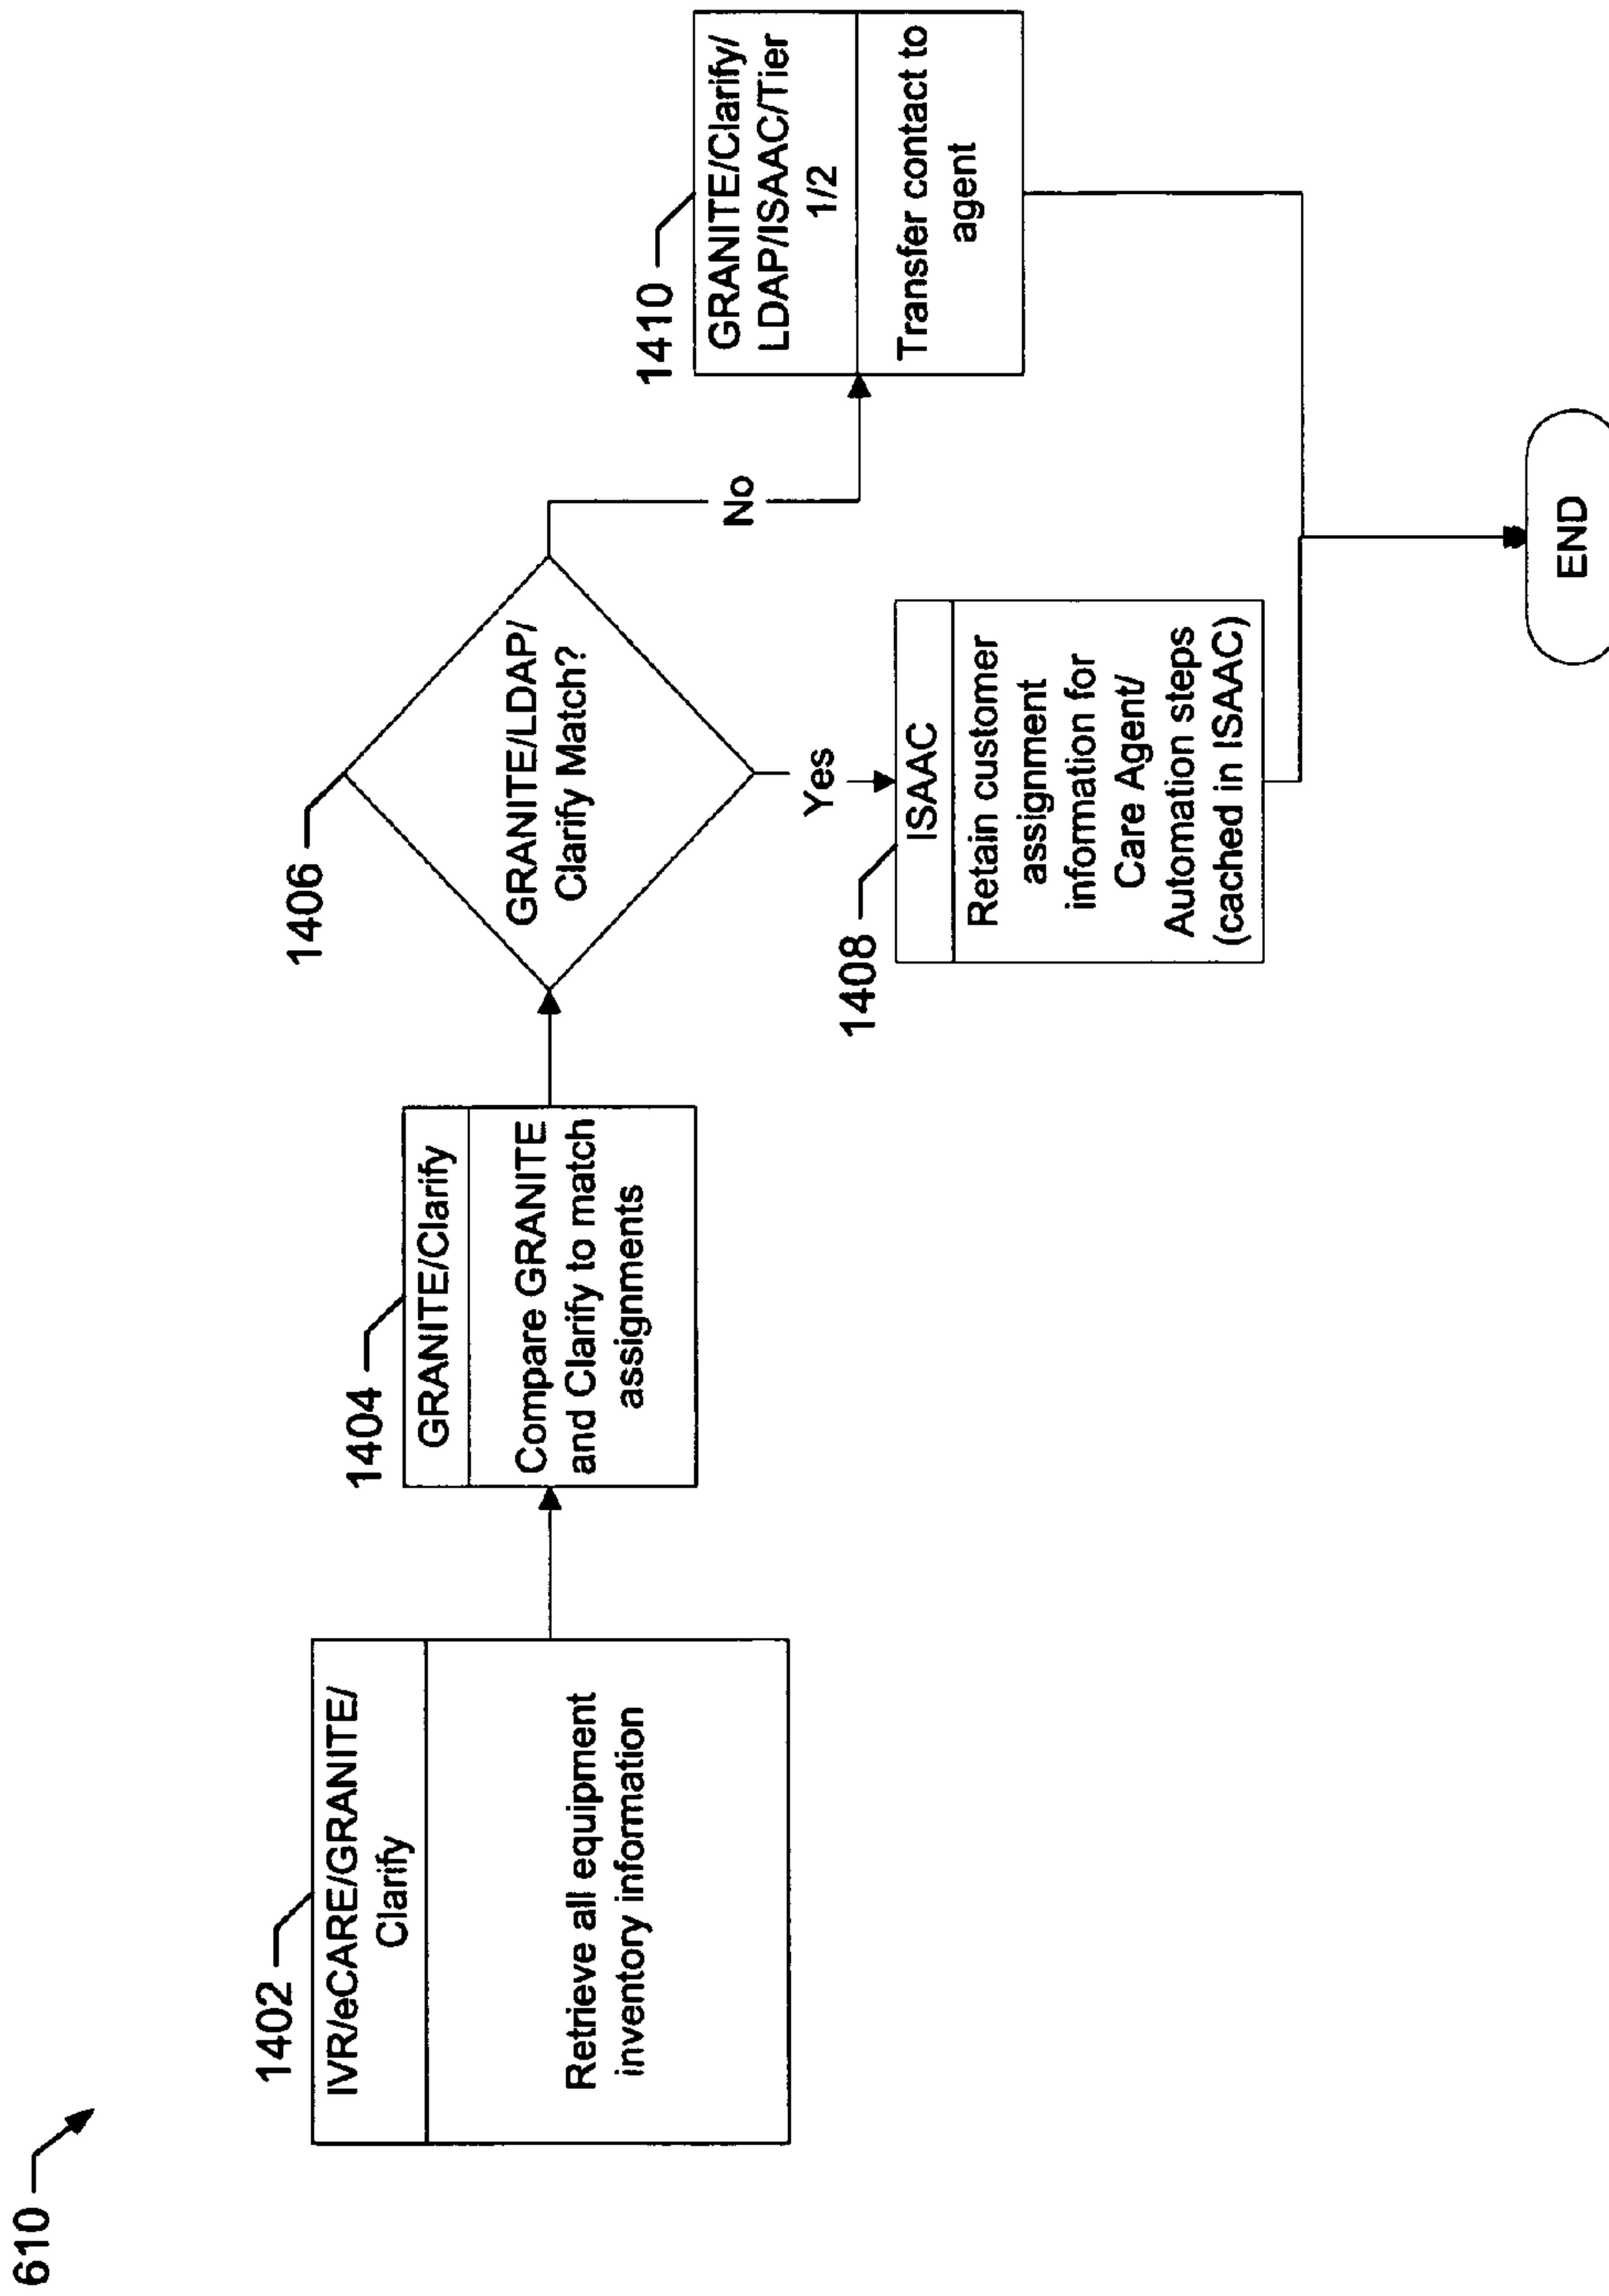 610
1402
IVR/eCARE/GRANITE/
Clarify
Retrieve all equipment
inventory information
1404
GRANITE/Clarify
Compare GRANITE
and Clarify to match
assignments
1406
GRANITE/LDAP/
Clarify Match?
Yes
No
1408
ISAAC
Retain customer
assignment
information for
Care Agent/
Automation steps
(cached in ISAAC)
1410
GRANITE/Clarify/
LDAP/ISAAC/Tier
1/2
Transfer contact to
agent
END